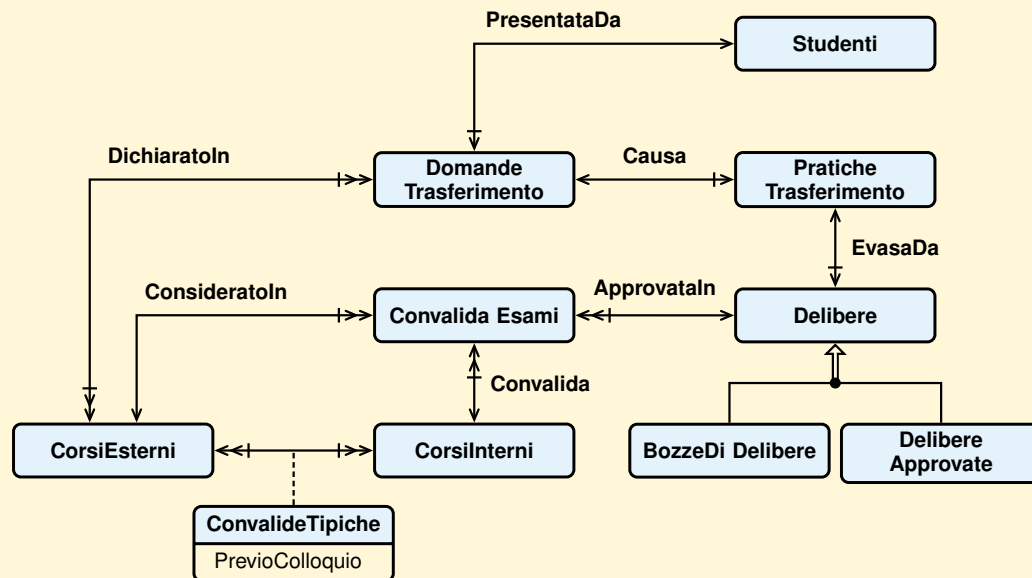 PresentataDa
Studenti
DichiaratoIn
Domande
Trasferimento
Causa
Pratiche
Trasferimento
EvasaDa
ConsideratoIn
Convalida Esami
ApprovataIn
Delibere
Convalida
CorsiEsterni
CorsiInterni
BozzeDi Delibere
Delibere
Approvate
ConvalideTipiche
PrevioColloquio